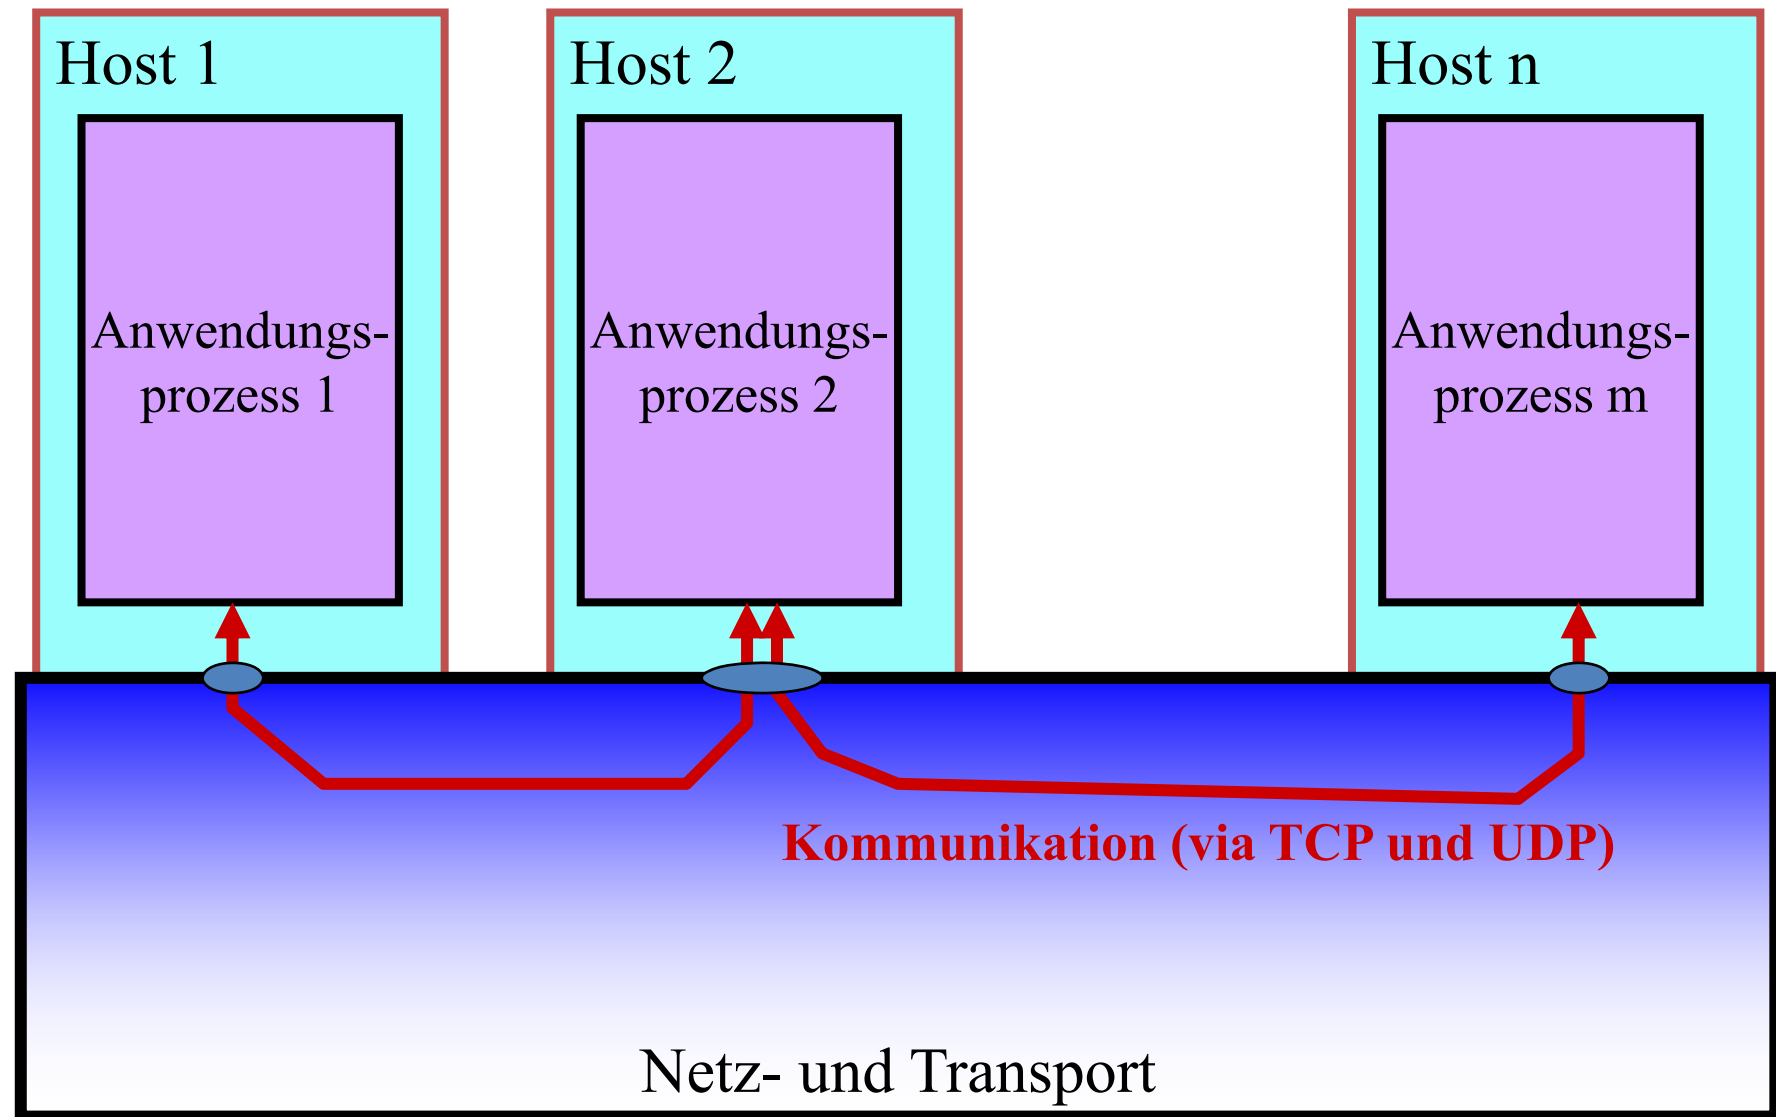 Host 1
Host 2
Host n
Anwendungs-
prozess 1
Anwendungs-
prozess 2
Anwendungs-
prozess m
Kommunikation (via TCP und UDP)
Netz- und Transport